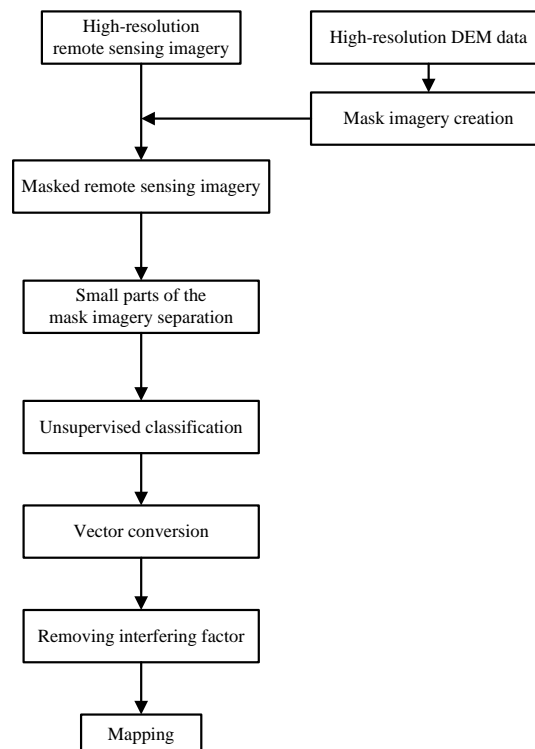 High-resolution
remote sensing imagery
High-resolution DEM data
Mask imagery creation
Masked remote sensing imagery
Small parts of the
mask imagery separation
Unsupervised classification
Vector conversion
Removing interfering factor
Mapping